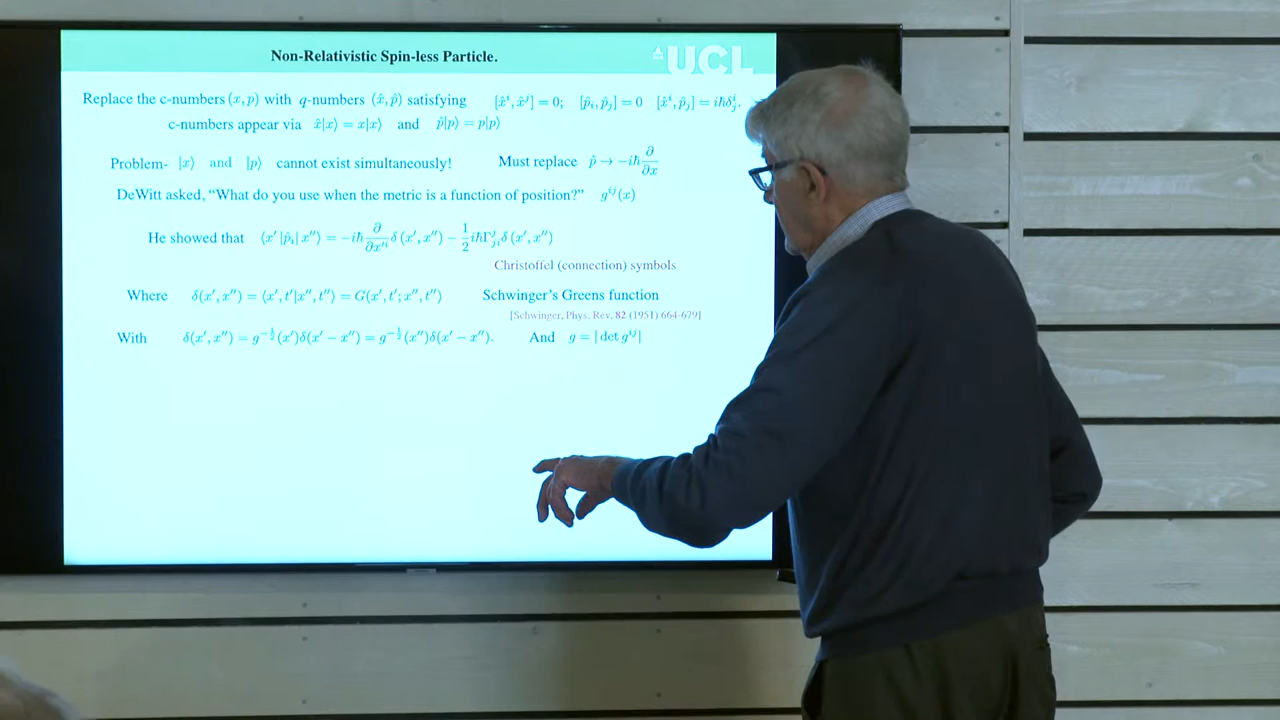 Non-Relativistic Spin-less Particle.
UCL
Replace the c-numbers (x, p) with q-numbers (x̂, p̂) satisfying [x̂ⁱ, x̂ʲ] = 0; [p̂ᵢ, p̂ⱼ] = 0 [x̂ⁱ, p̂ⱼ] = iħδⁱⱼ.
c-numbers appear via x̂|x⟩ = x|x⟩ and p̂|p⟩ = p|p⟩
Problem- |x⟩ and |p⟩ cannot exist simultaneously! Must replace p̂ → −iħ ∂/∂x
DeWitt asked, “What do you use when the metric is a function of position?” gⁱʲ(x)
He showed that ⟨x′ |p̂ᵢ| x″⟩ = −iħ ∂/∂x″ⁱ δ (x′, x″) − 1/2 iħΓʲⱼᵢ δ (x′, x″)
Christoffel (connection) symbols
Where δ(x′, x″) = ⟨x′, t′|x″, t″⟩ = G(x′, t′; x″, t″) Schwinger’s Greens function
[Schwinger, Phys. Rev. 82 (1951) 664-679]
With δ(x′, x″) = g^{−1/2}(x′)δ(x′ − x″) = g^{−1/2}(x″)δ(x′ − x″). And g = | det gⁱʲ|